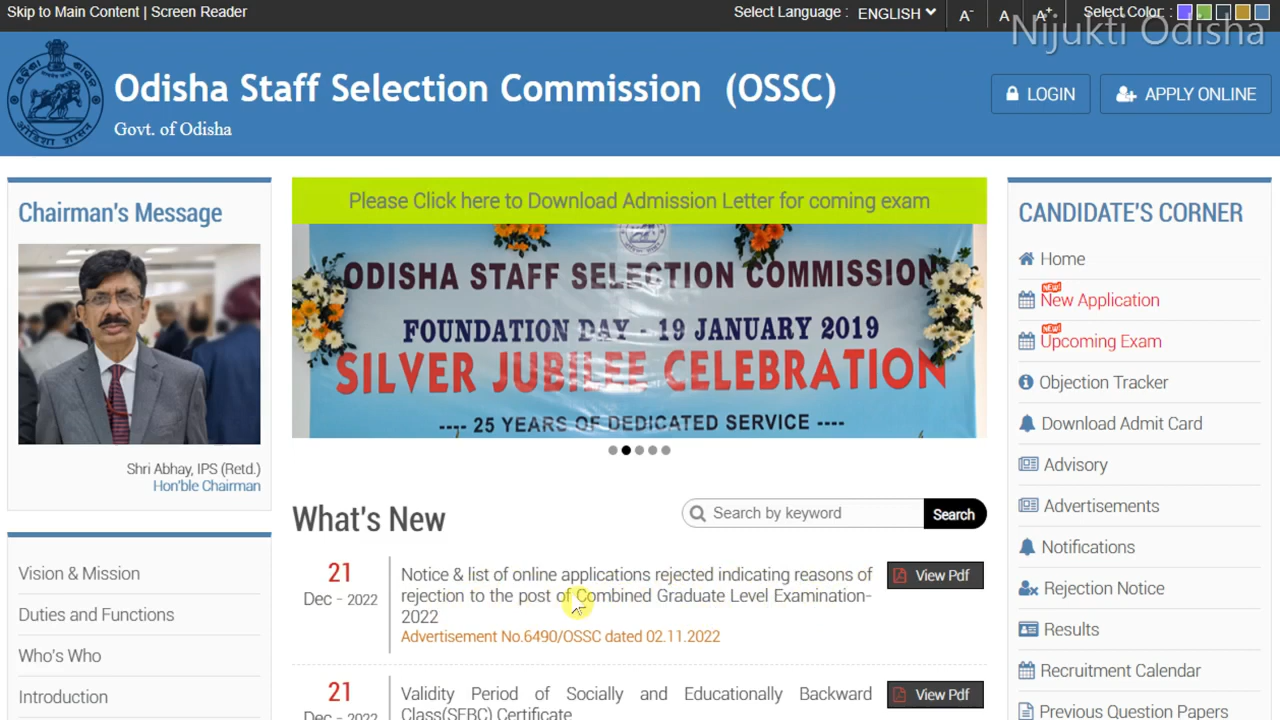 Skip to Main Content | Screen Reader
Select Language : ENGLISH A- A A+ Select Color :
Nijukti Odisha
Odisha Staff Selection Commission (OSSC)
Govt. of Odisha
LOGIN
APPLY ONLINE
Chairman's Message
Shri Abhay, IPS (Retd.)
Hon'ble Chairman
Vision & Mission
Duties and Functions
Who's Who
Introduction
Please Click here to Download Admission Letter for coming exam
ODISHA STAFF SELECTION COMMISSION
FOUNDATION DAY - 19 JANUARY 2019
SILVER JUBILEE CELEBRATION
---- 25 YEARS OF DEDICATED SERVICE ----
What's New
Search by keyword
Search
21
Dec - 2022
Notice & list of online applications rejected indicating reasons of
rejection to the post of Combined Graduate Level Examination-
2022
Advertisement No.6490/OSSC dated 02.11.2022
View Pdf
21
Dec - 2022
Validity Period of Socially and Educationally Backward
Class(SEBC) Certificate
View Pdf
CANDIDATE'S CORNER
Home
NEW!
New Application
NEW!
Upcoming Exam
Objection Tracker
Download Admit Card
Advisory
Advertisements
Notifications
Rejection Notice
Results
Recruitment Calendar
Previous Question Papers